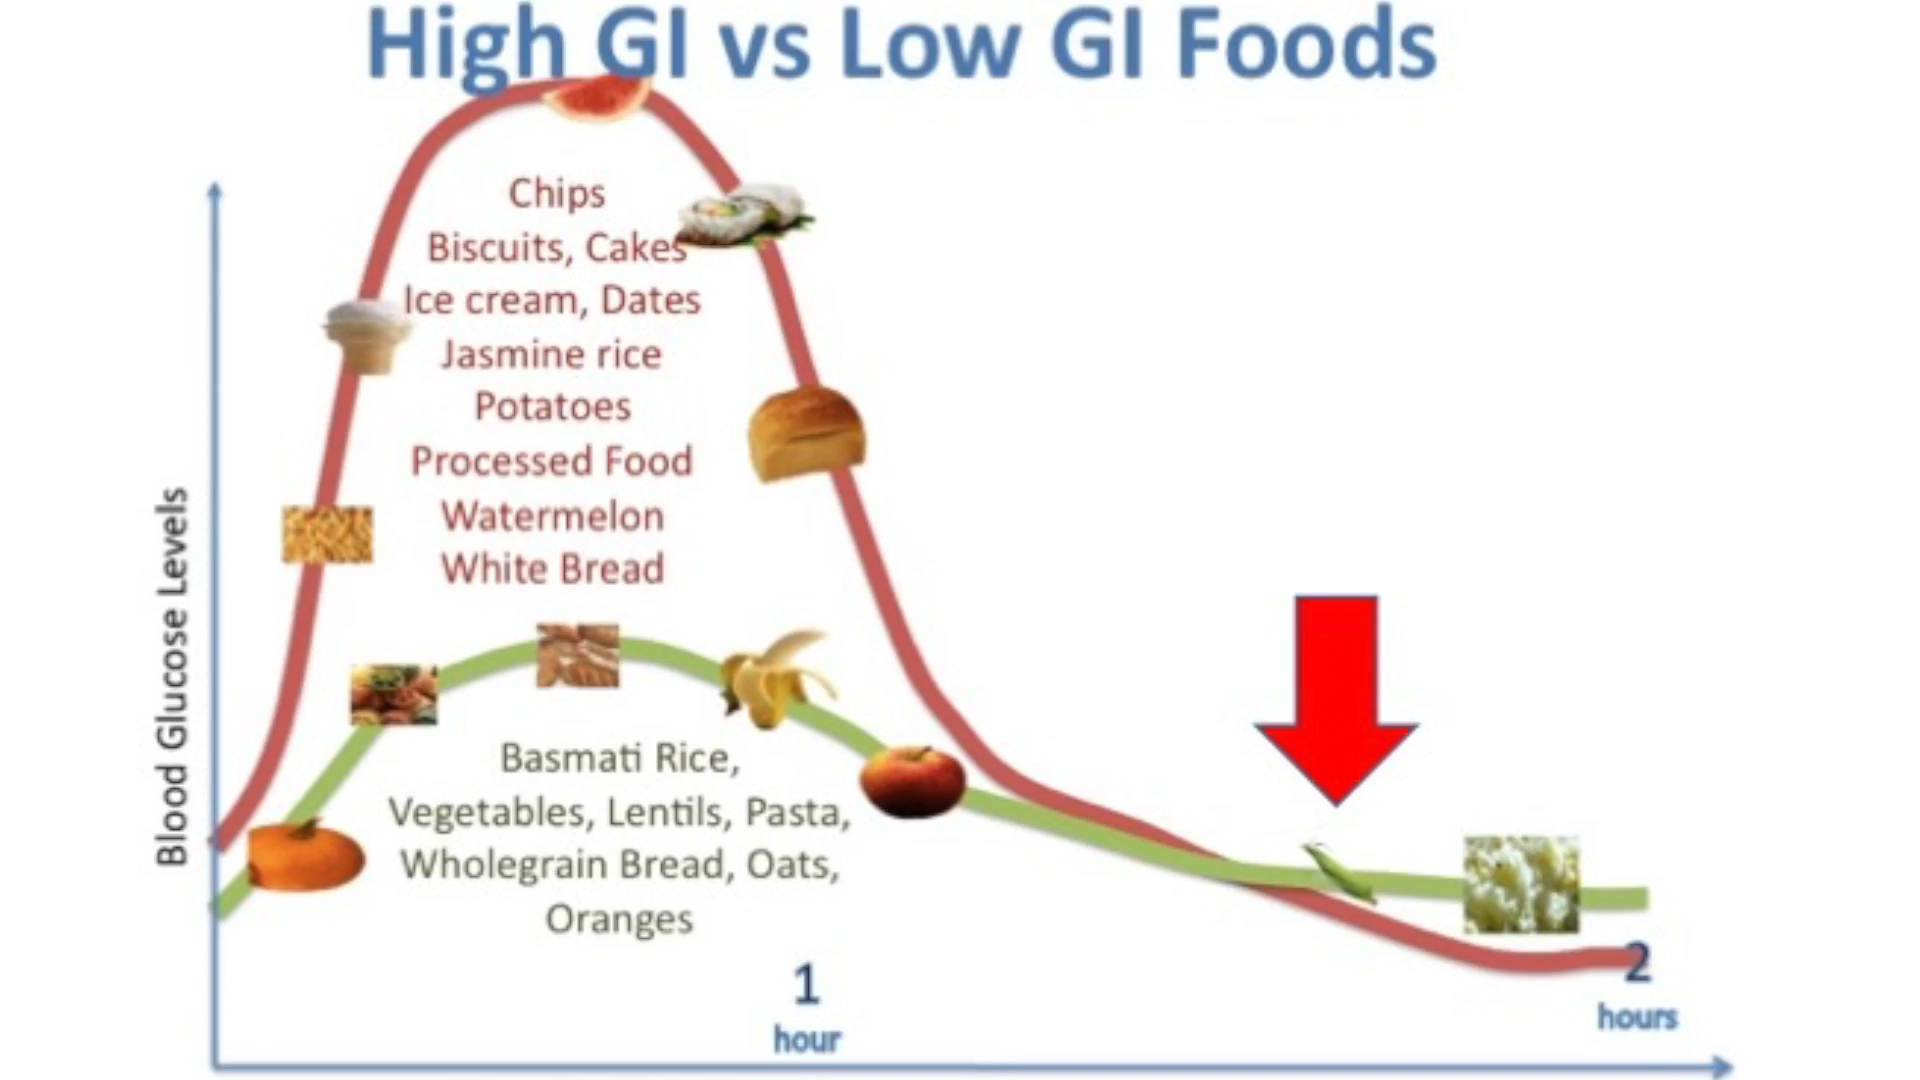 High GI vs Low GI Foods
Chips
Biscuits, Cakes
Ice cream, Dates
Jasmine rice
Potatoes
Processed Food
Watermelon
White Bread
Blood Glucose Levels
Basmati Rice,
Vegetables, Lentils, Pasta,
Wholegrain Bread, Oats,
Oranges
1
hour
2
hours